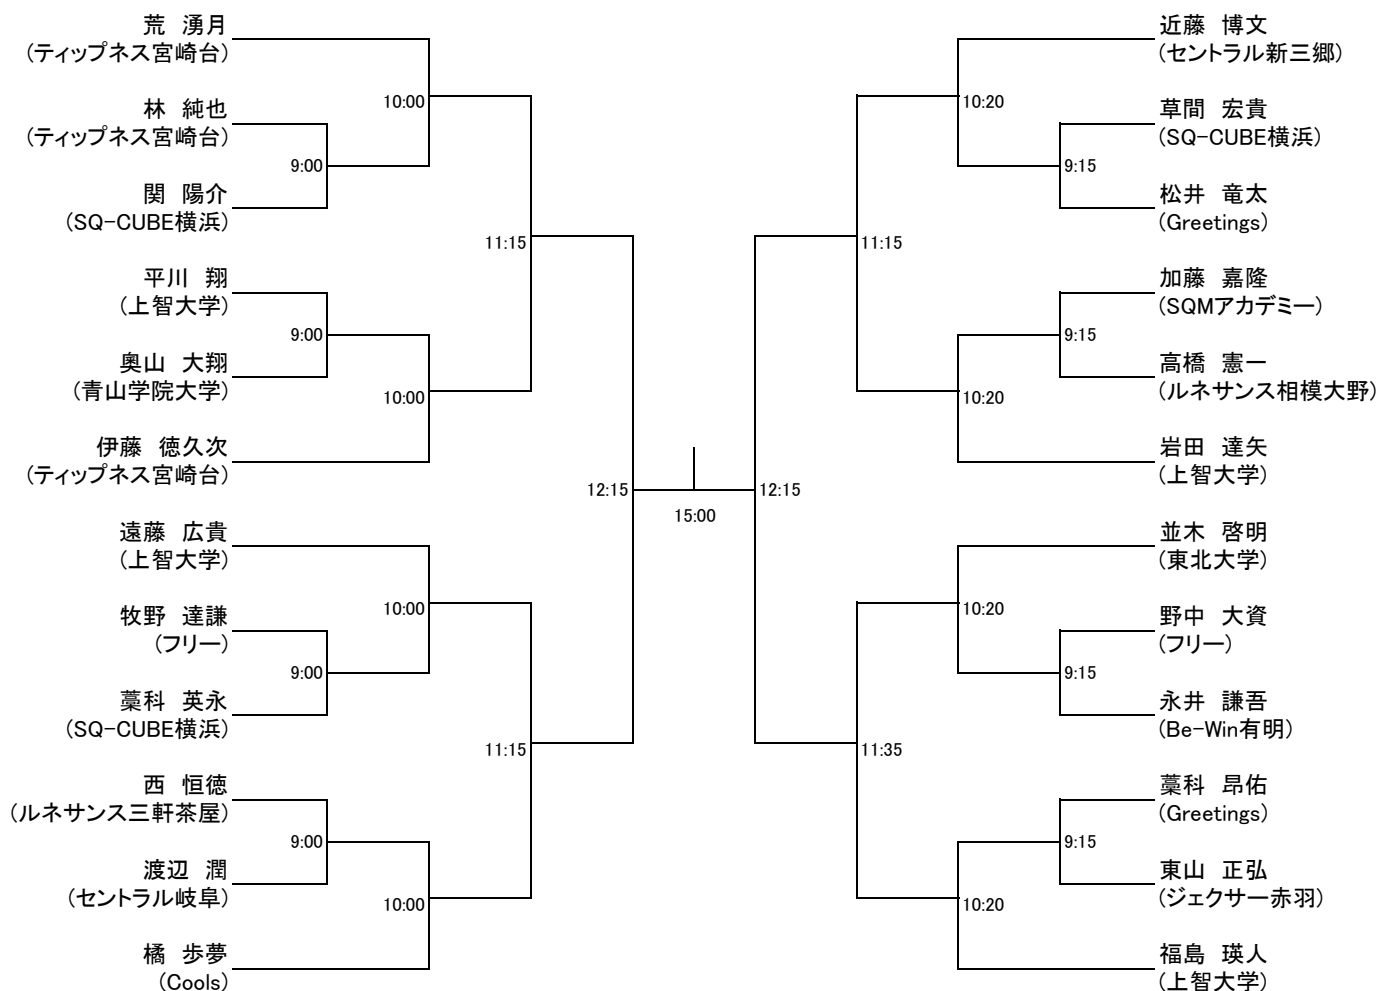 荒　湧月
(ティップネス宮崎台)
林　純也
(ティップネス宮崎台)
関　陽介
(SQ-CUBE横浜)
平川　翔
(上智大学)
奥山　大翔
(青山学院大学)
伊藤　徳久次
(ティップネス宮崎台)
遠藤　広貴
(上智大学)
牧野　達謙
(フリー)
藁科　英永
(SQ-CUBE横浜)
西　恒徳
(ルネサンス三軒茶屋)
渡辺　潤
(セントラル岐阜)
橘　歩夢
(Cools)
9:00
9:00
9:00
9:00
10:00
10:00
10:00
10:00
11:15
11:15
12:15
15:00
12:15
11:15
11:35
10:20
10:20
10:20
10:20
9:15
9:15
9:15
9:15
近藤　博文
(セントラル新三郷)
草間　宏貴
(SQ-CUBE横浜)
松井　竜太
(Greetings)
加藤　嘉隆
(SQMアカデミー)
高橋　憲一
(ルネサンス相模大野)
岩田　達矢
(上智大学)
並木　啓明
(東北大学)
野中　大資
(フリー)
永井　謙吾
(Be-Win有明)
藁科　昂佑
(Greetings)
東山　正弘
(ジェクサー赤羽)
福島　瑛人
(上智大学)